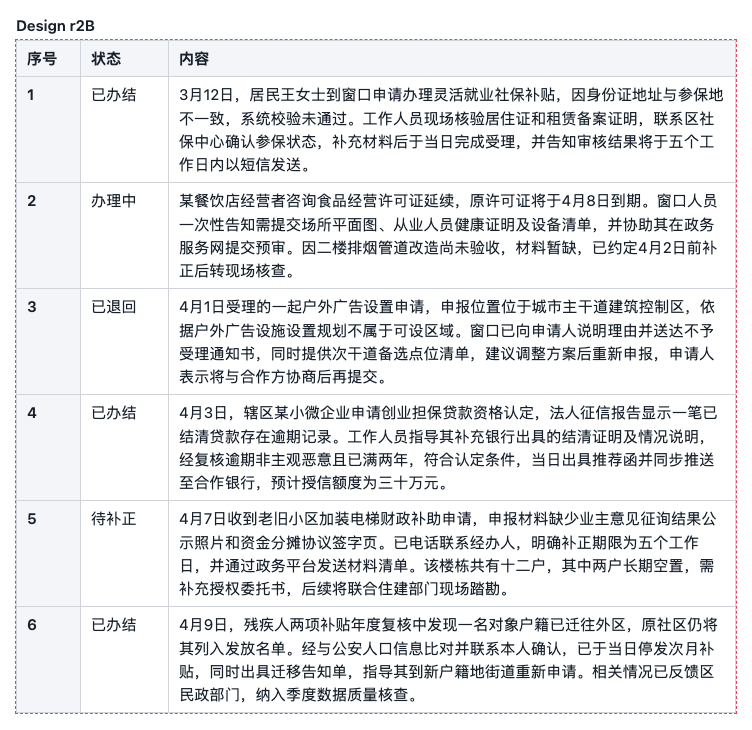 Design r2B
序号 状态 内容
1 已办结 3月12日，居民王女士到窗口申请办理灵活就业社保补贴，因身份证地址与参保地
不一致，系统校验未通过。工作人员现场核验居住证和租赁备案证明，联系区社
保中心确认参保状态，补充材料后于当日完成受理，并告知审核结果将于五个工
作日内以短信发送。
2 办理中 某餐饮店经营者咨询食品经营许可证延续，原许可证将于4月8日到期。窗口人员
一次性告知需提交场所平面图、从业人员健康证明及设备清单，并协助其在政务
服务网提交预审。因二楼排烟管道改造尚未验收，材料暂缺，已约定4月2日前补
正后转现场核查。
3 已退回 4月1日受理的一起户外广告设置申请，申报位置位于城市主干道建筑控制区，依
据户外广告设施设置规划不属于可设区域。窗口已向申请人说明理由并送达不予
受理通知书，同时提供次干道备选点位清单，建议调整方案后重新申报，申请人
表示将与合作方协商后再提交。
4 已办结 4月3日，辖区某小微企业申请创业担保贷款资格认定，法人征信报告显示一笔已
结清贷款存在逾期记录。工作人员指导其补充银行出具的结清证明及情况说明，
经复核逾期非主观恶意且已满两年，符合认定条件，当日出具推荐函并同步推送
至合作银行，预计授信额度为三十万元。
5 待补正 4月7日收到老旧小区加装电梯财政补助申请，申报材料缺少业主意见征询结果公
示照片和资金分摊协议签字页。已电话联系经办人，明确补正期限为五个工作
日，并通过政务平台发送材料清单。该楼栋共有十二户，其中两户长期空置，需
补充授权委托书，后续将联合住建部门现场踏勘。
6 已办结 4月9日，残疾人两项补贴年度复核中发现一名对象户籍已迁往外区，原社区仍将
其列入发放名单。经与公安人口信息比对并联系本人确认，已于当日停发次月补
贴，同时出具迁移告知单，指导其到新户籍地街道重新申请。相关情况已反馈区
民政部门，纳入季度数据质量核查。